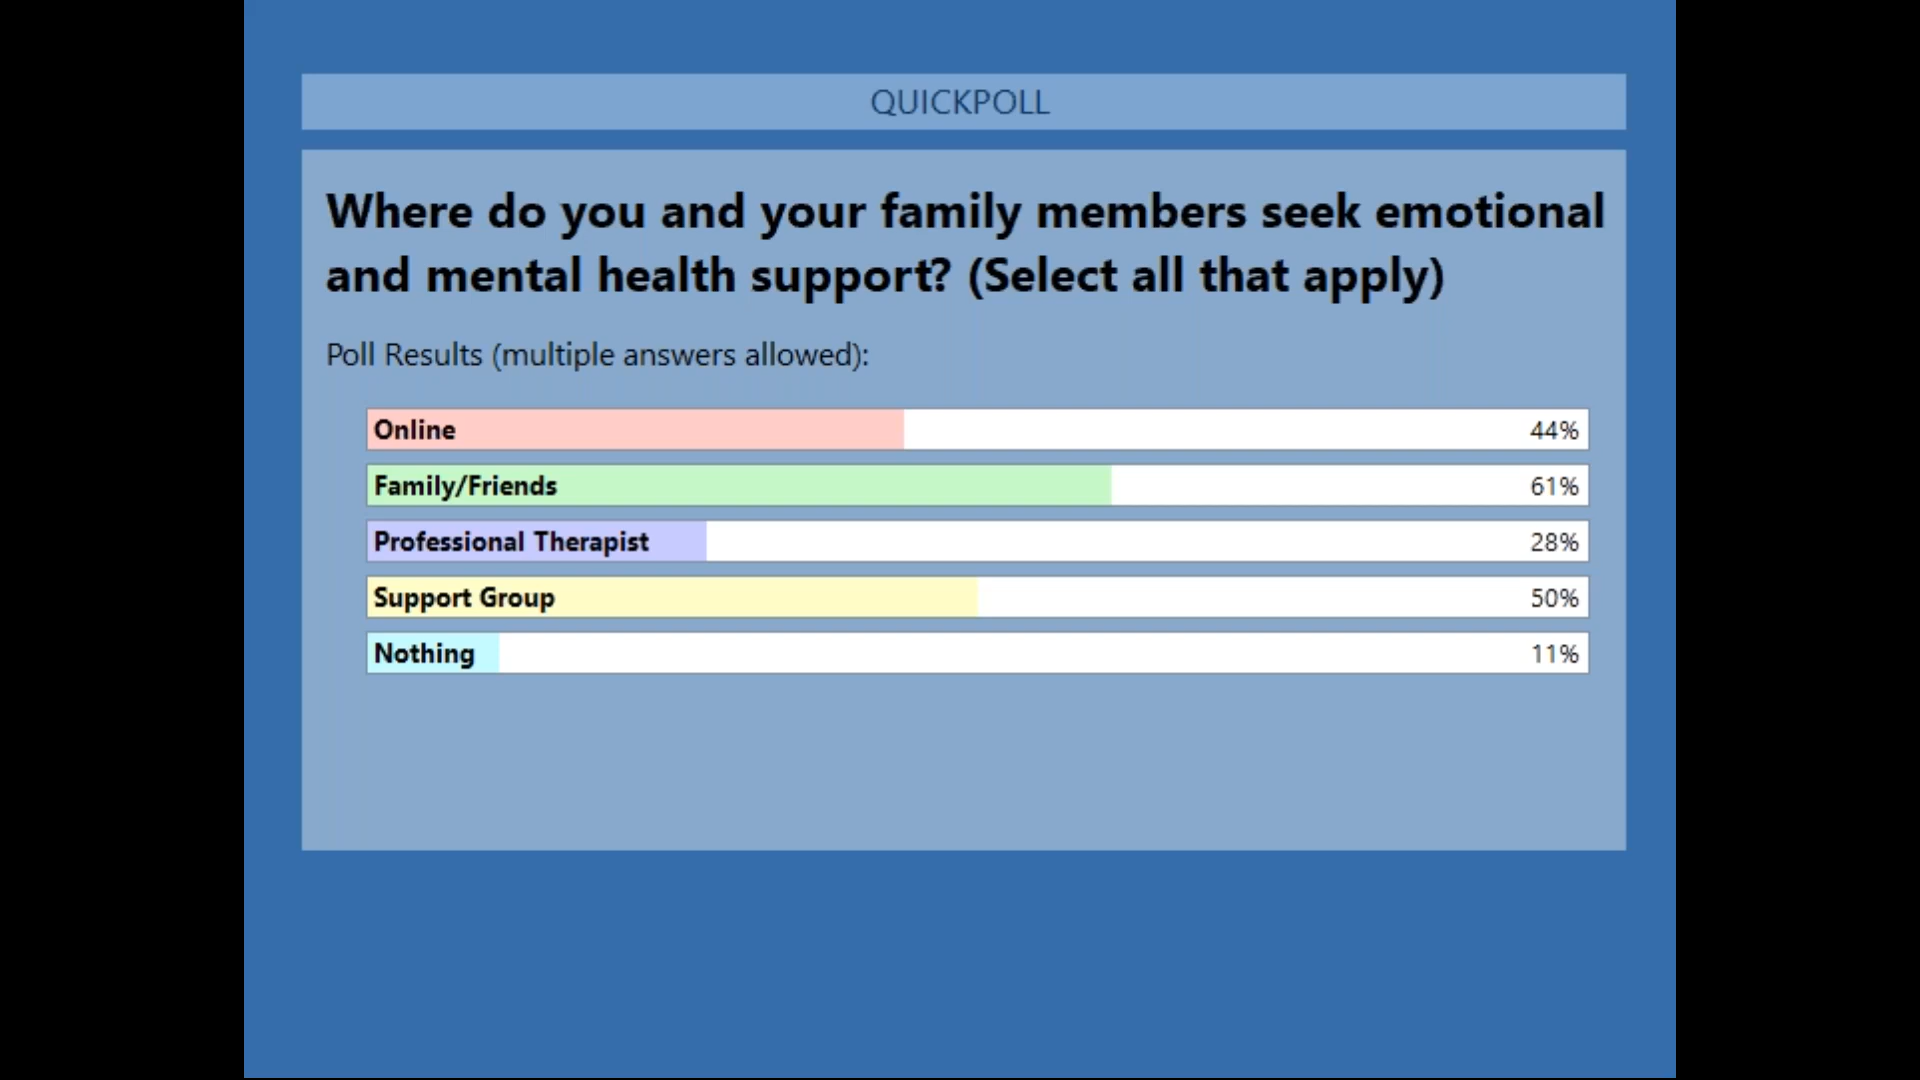 QUICKPOLL
Where do you and your family members seek emotional
and mental health support? (Select all that apply)
Poll Results (multiple answers allowed):
Online 44%
Family/Friends 61%
Professional Therapist 28%
Support Group 50%
Nothing 11%